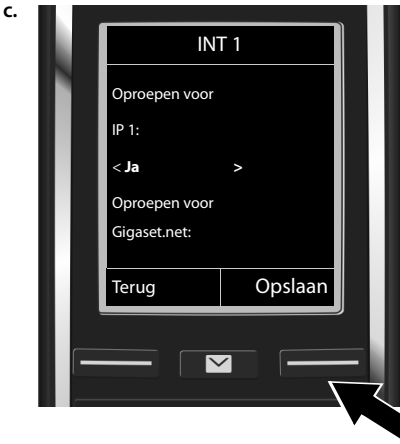 c.
INT 1
Oproepen voor
IP 1:
< Ja >
Oproepen voor
Gigaset.net:
Terug Opslaan